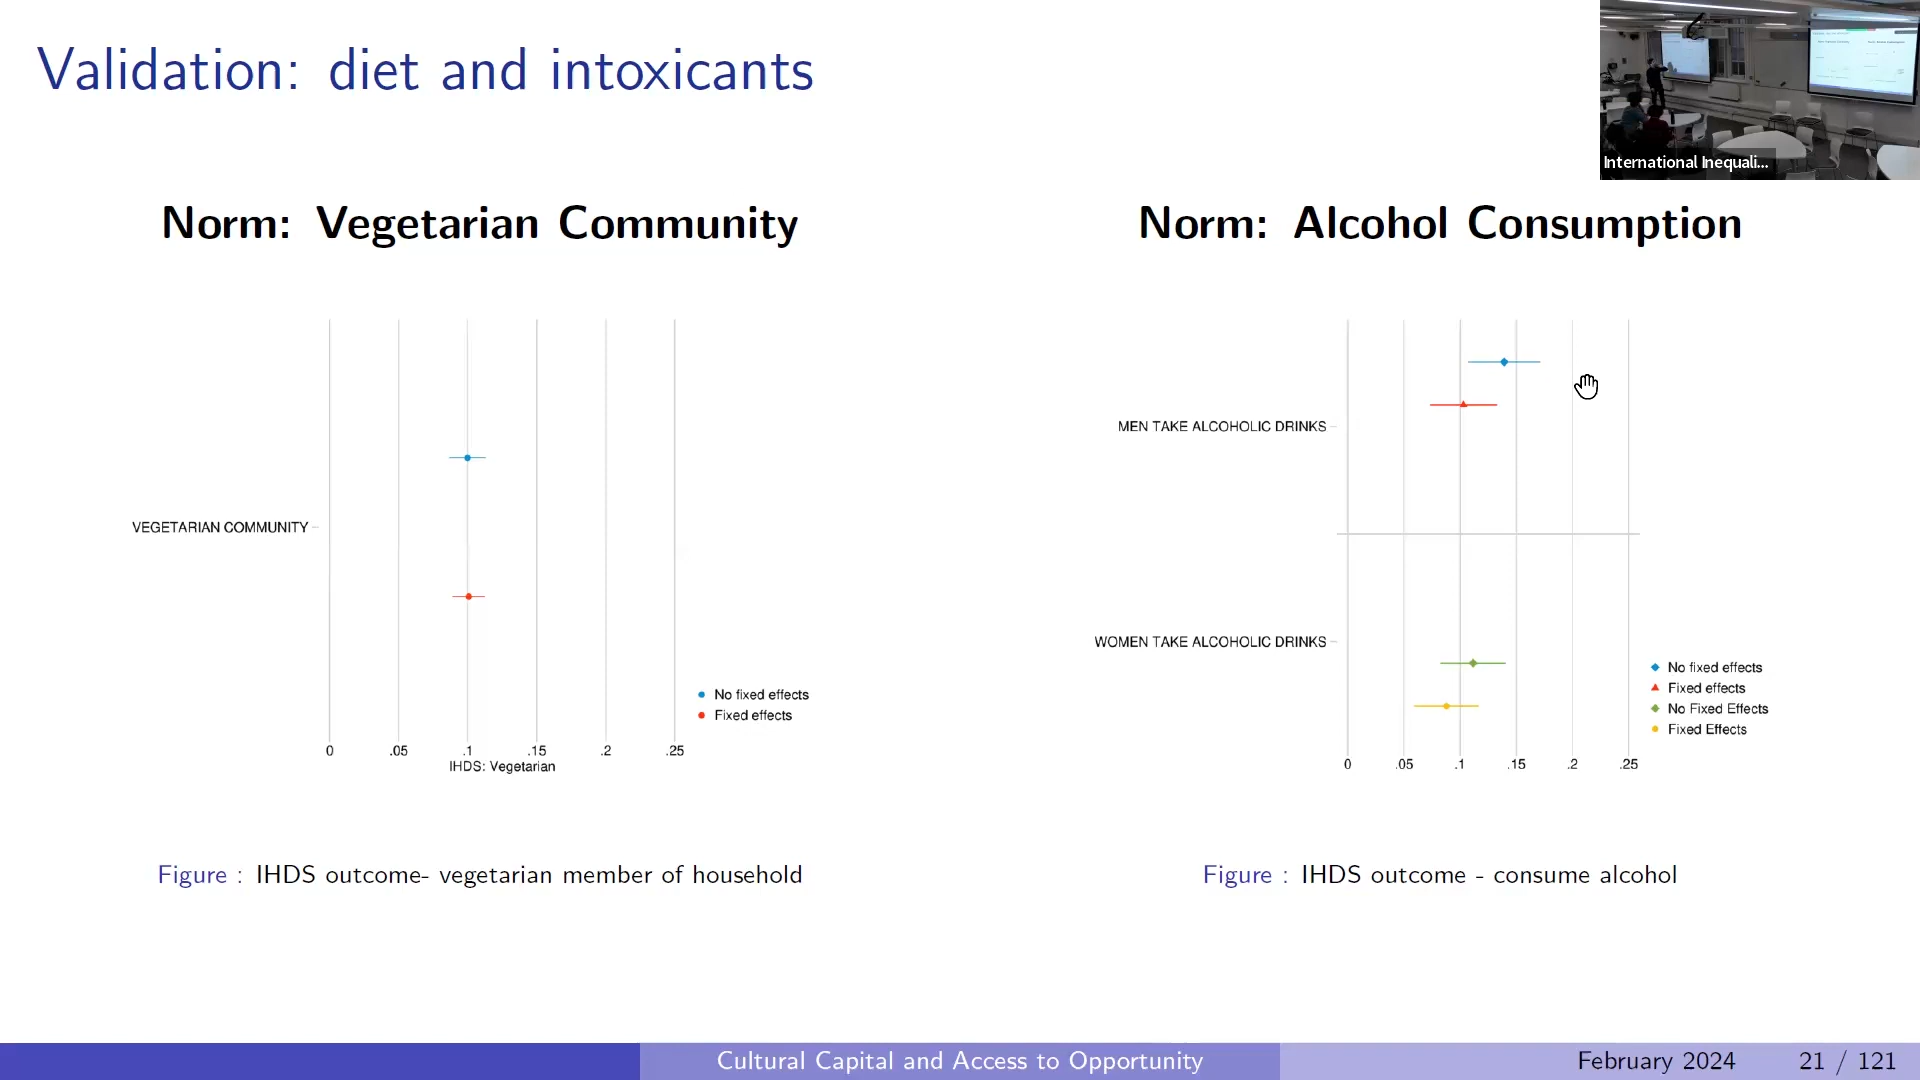 Validation: diet and intoxicants
International Inequali...
Norm: Vegetarian Community
VEGETARIAN COMMUNITY
No fixed effects
Fixed effects
0 .05 .1 .15 .2 .25
IHDS: Vegetarian
Figure : IHDS outcome- vegetarian member of household
Norm: Alcohol Consumption
MEN TAKE ALCOHOLIC DRINKS
WOMEN TAKE ALCOHOLIC DRINKS
No fixed effects
Fixed effects
No Fixed Effects
Fixed Effects
0 .05 .1 .15 .2 .25
Figure : IHDS outcome - consume alcohol
Cultural Capital and Access to Opportunity
February 2024
21 / 121